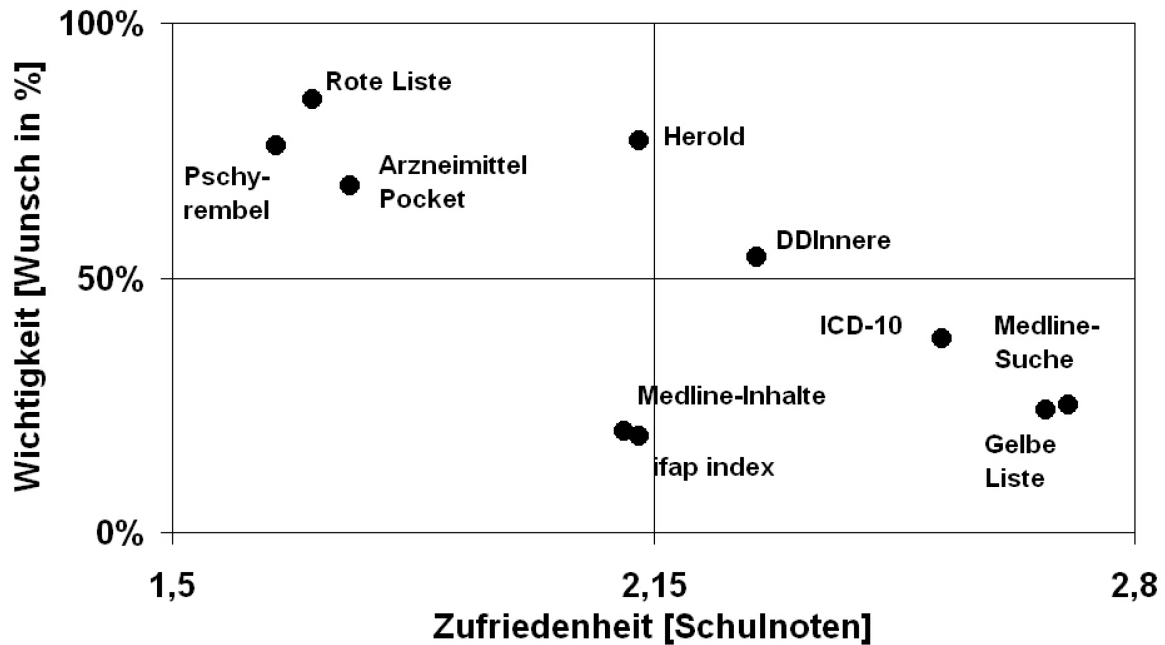 100%
Rote Liste
Herold
Arzneimittel
Pocket
Pschy-
rembel
DDInnere
50%
ICD-10
Medline-
Suche
Medline-Inhalte
Gelbe
Liste
ifap index
0%
1,5
2,15
2,8
Zufriedenheit [Schulnoten]
Wichtigkeit [Wunsch in %]